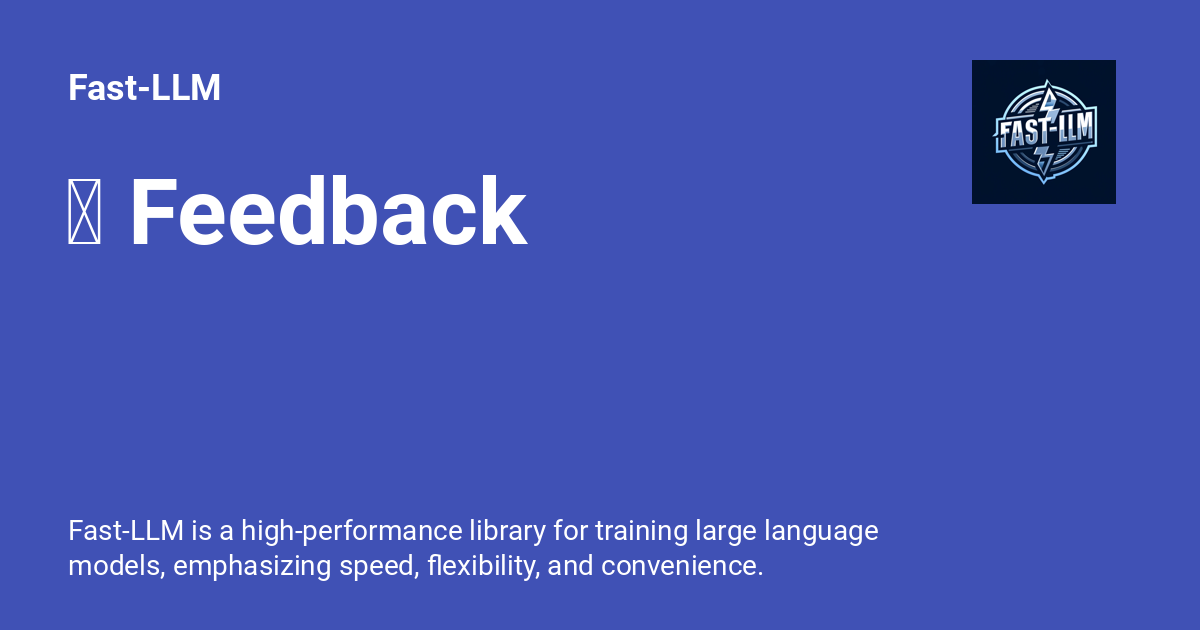 Fast-LLM
FAST-LLM
Feedback
Fast-LLM is a high-performance library for training large language
models, emphasizing speed, flexibility, and convenience.